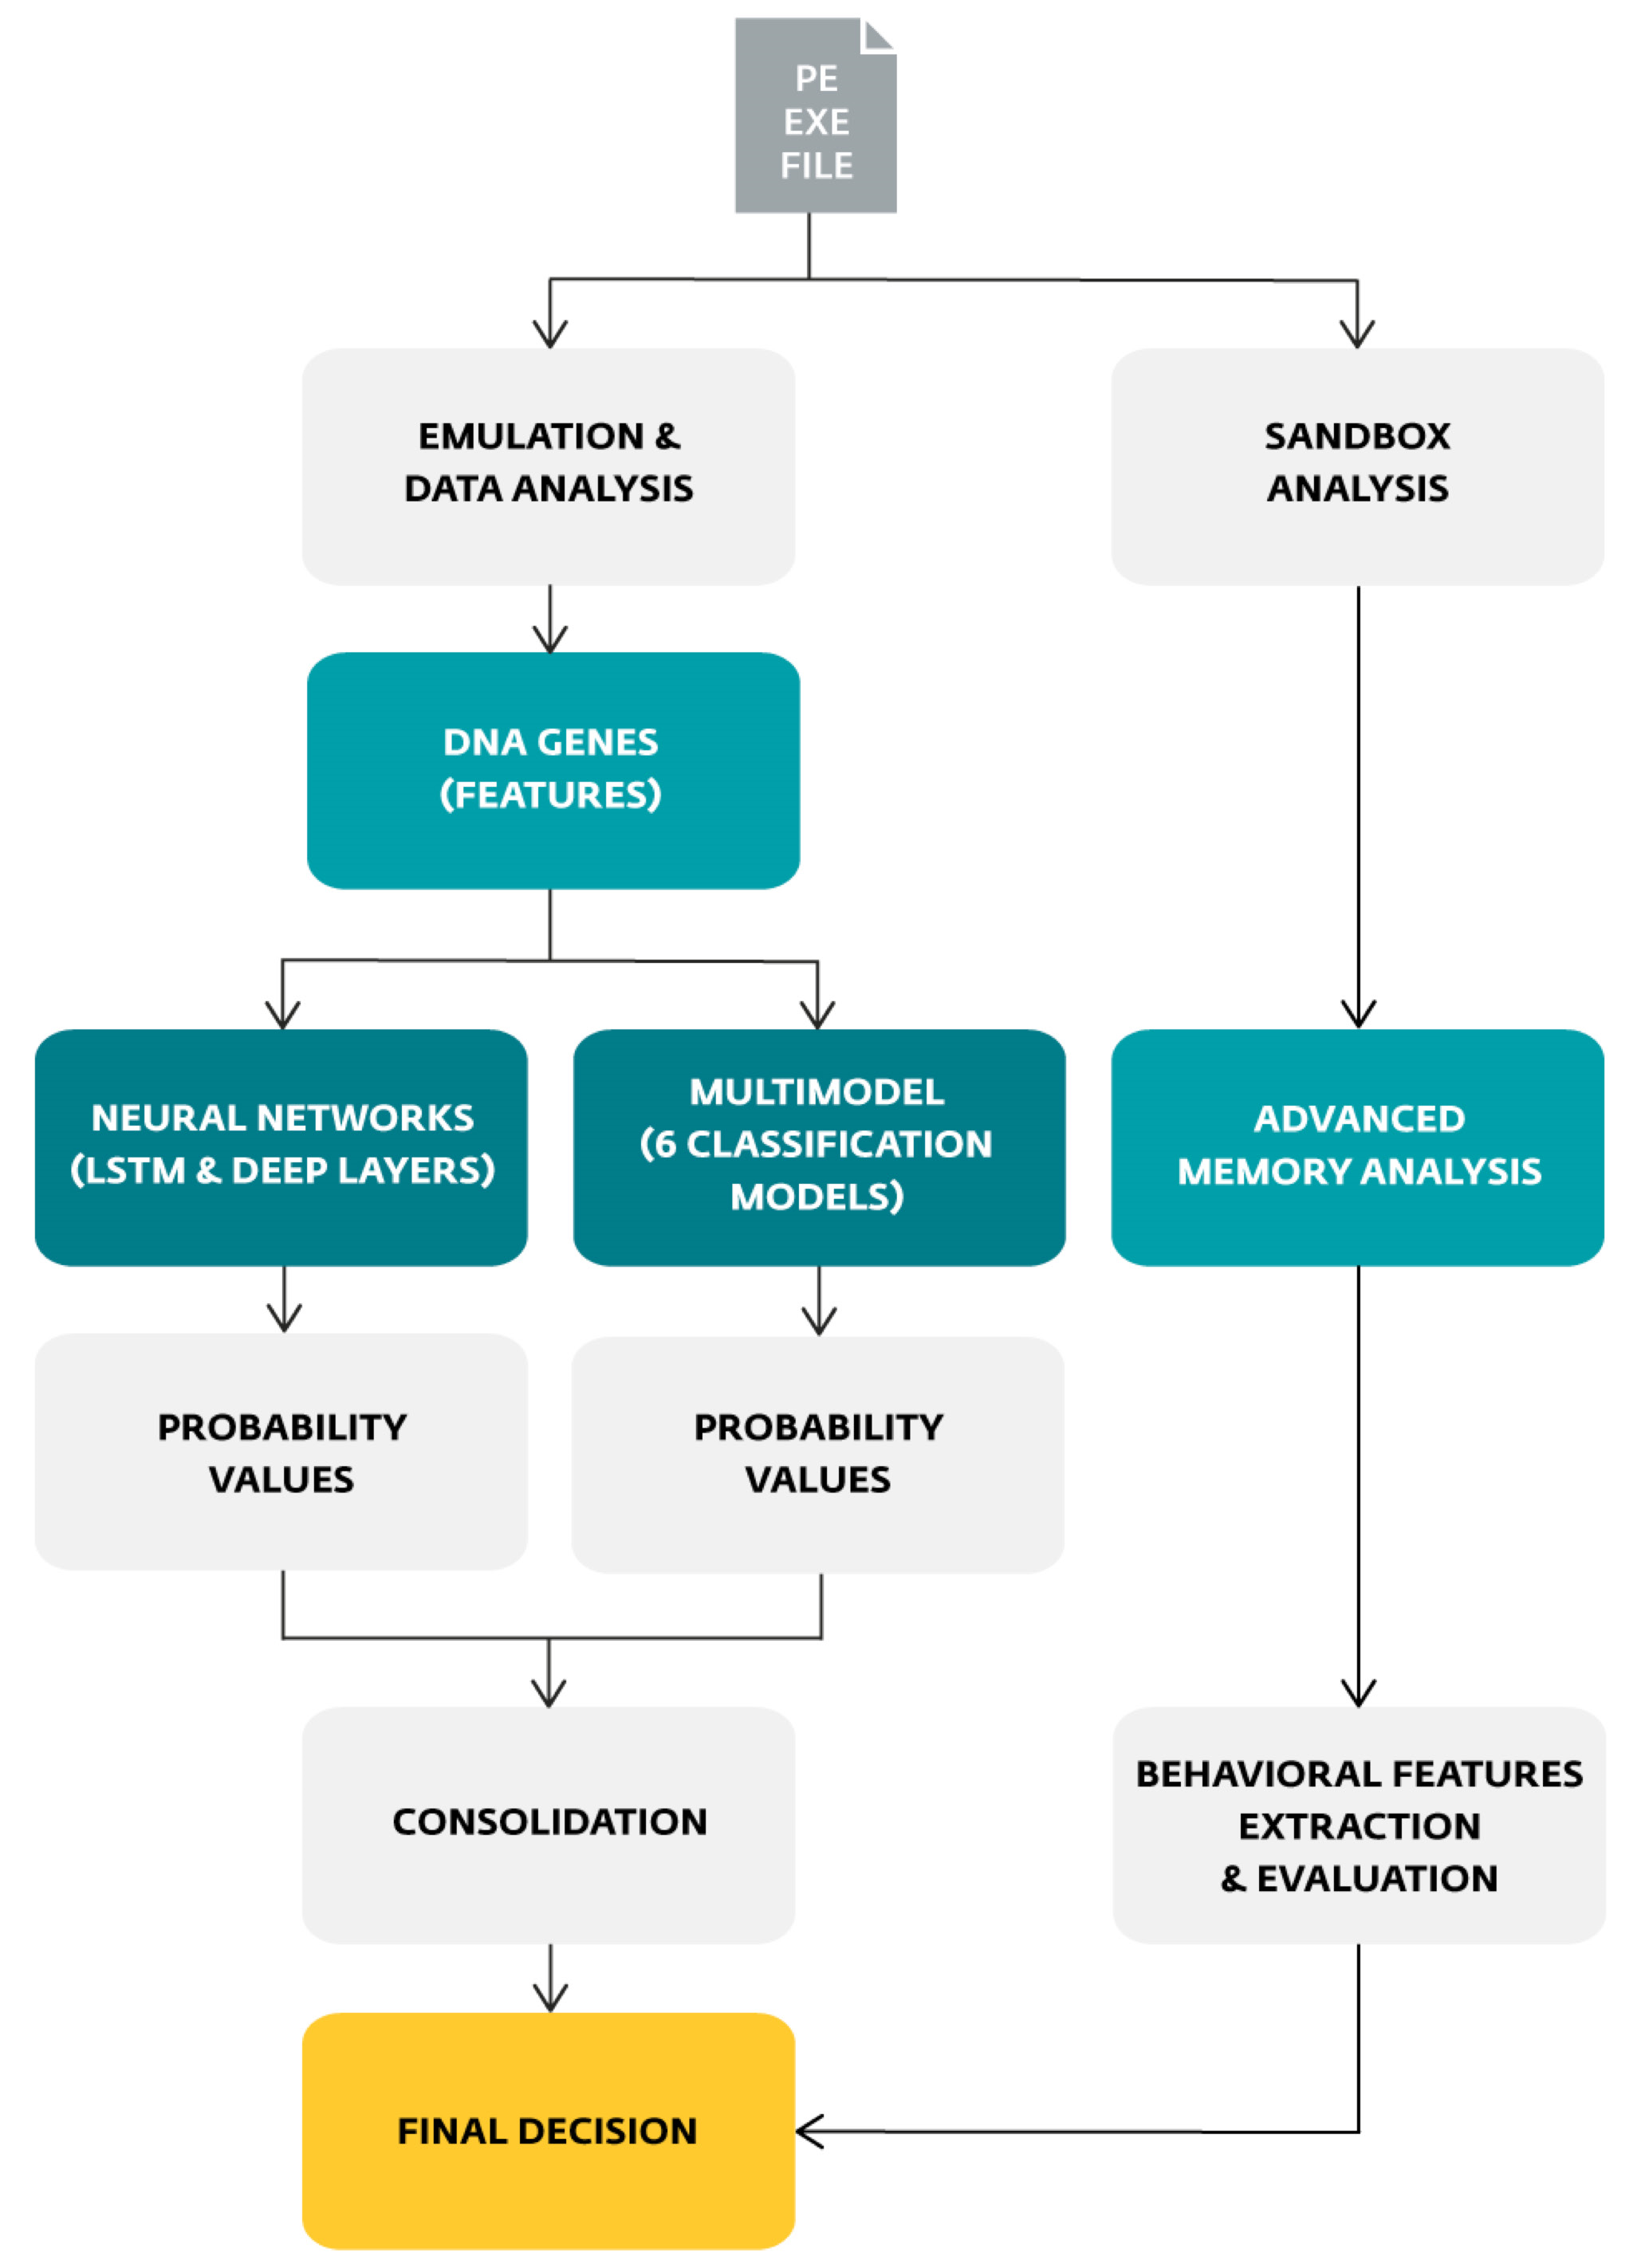 PE
EXE
FILE
EMULATION &
DATA ANALYSIS
SANDBOX
ANALYSIS
DNA GENES
(FEATURES)
NEURAL NETWORKS
(LSTM & DEEP LAYERS)
MULTIMODEL
(6 CLASSIFICATION
MODELS)
ADVANCED
MEMORY ANALYSIS
PROBABILITY
VALUES
PROBABILITY
VALUES
CONSOLIDATION
BEHAVIORAL FEATURES
EXTRACTION
& EVALUATION
FINAL DECISION